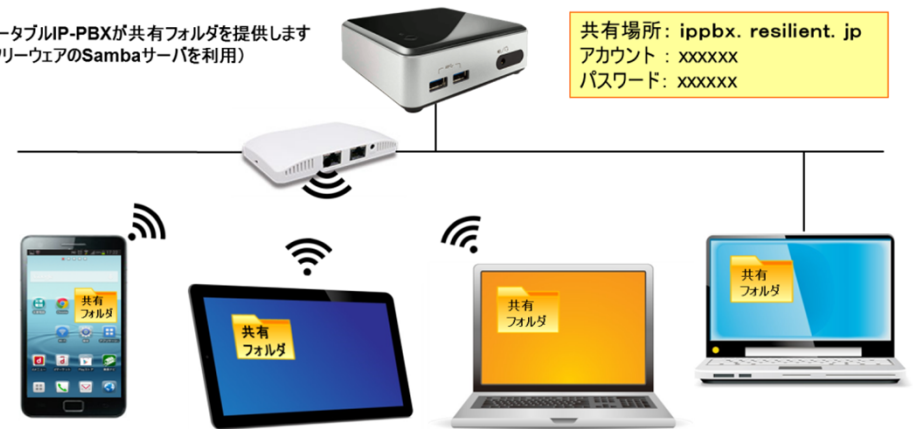 ータブルIP-PBXが共有フォルダを提供します
リーウェアのSambaサーバを利用）
共有場所： ippbx. resilient. jp
アカウント ： xxxxxx
パスワード： xxxxxx
共有
フォルダ
共有
フォルダ
共有
フォルダ
共有
フォルダ